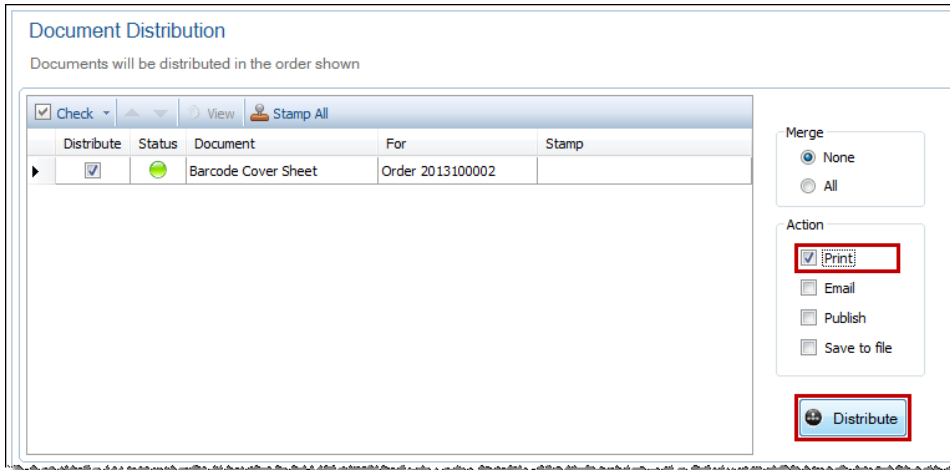 Document Distribution
Documents will be distributed in the order shown
Check View Stamp All
Distribute Status Document For Stamp
Barcode Cover Sheet Order 2013100002
Merge
None
All
Action
Print
Email
Publish
Save to file
Distribute